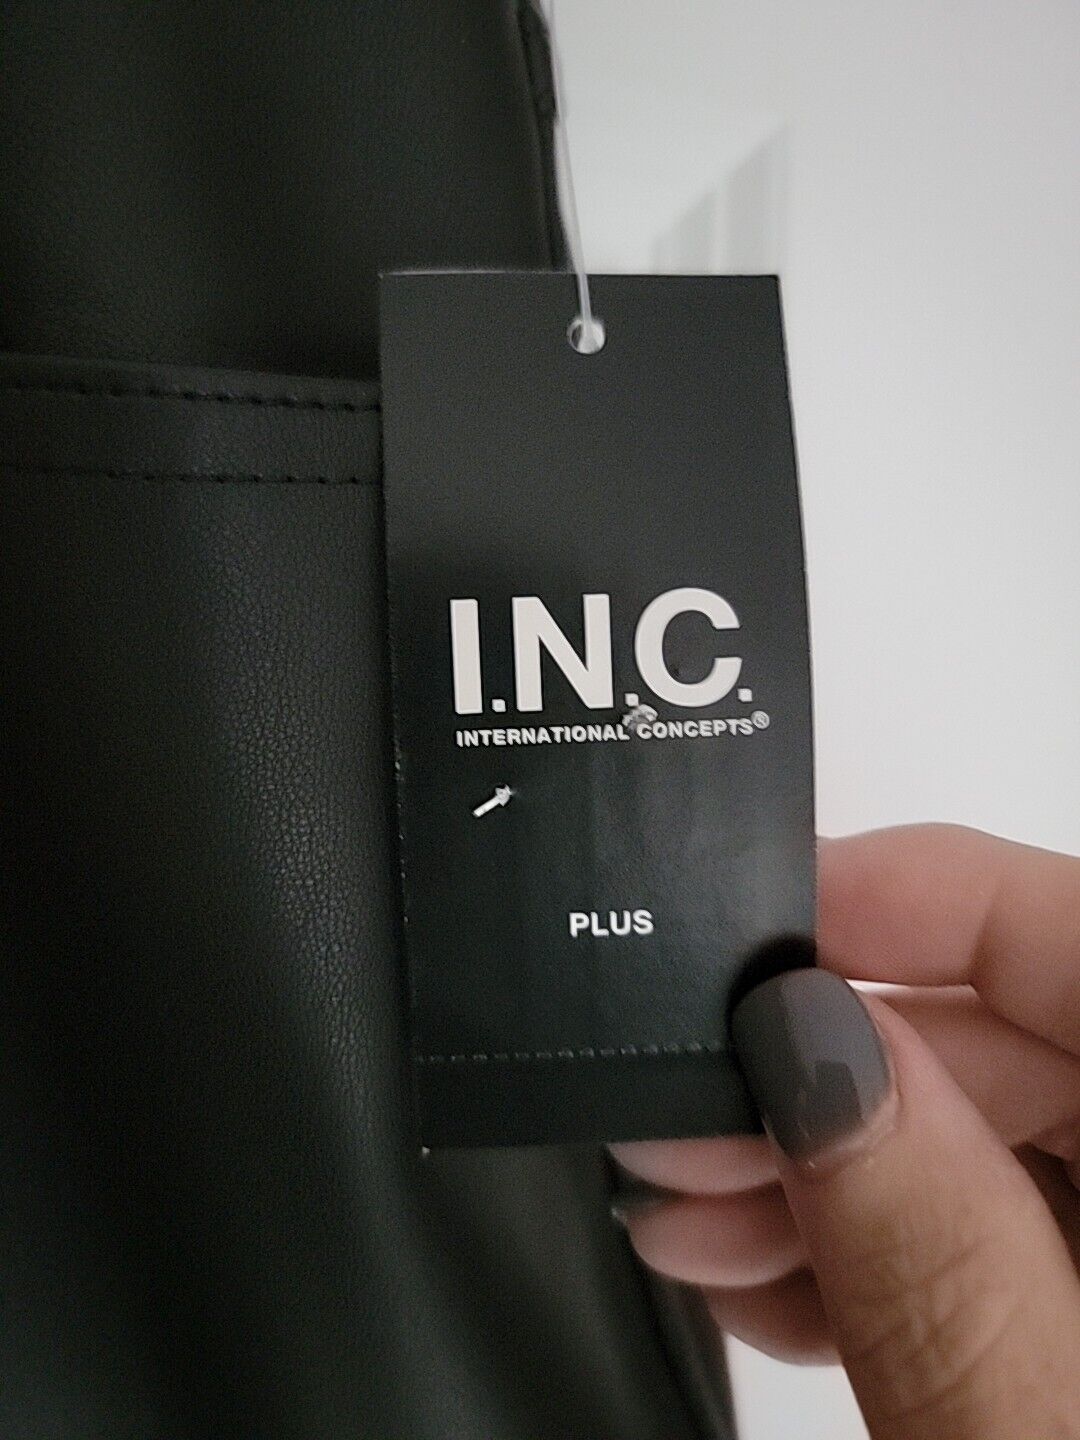 I.N.C.
INTERNATIONAL CONCEPTS®
PLUS